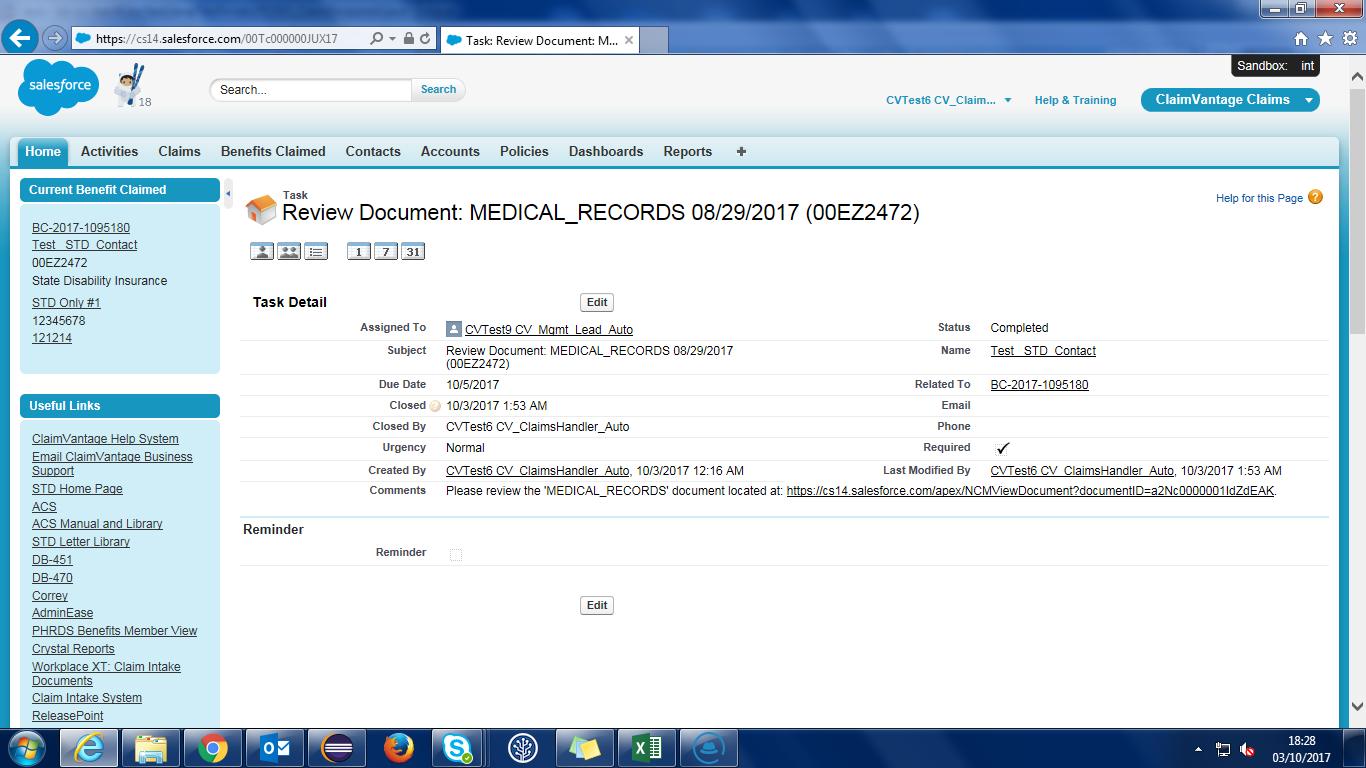 https://cs14.salesforce.com/00Tc000000JUX17
Task: Review Document: M...
salesforce
18
Search...
Search
Sandbox: int
CVTest6 CV_Claim...
Help & Training
ClaimVantage Claims
Home Activities Claims Benefits Claimed Contacts Accounts Policies Dashboards Reports +
Current Benefit Claimed
BC-2017-1095180
Test_ STD_Contact
00EZ2472
State Disability Insurance
STD Only #1
12345678
121214
Useful Links
ClaimVantage Help System
Email ClaimVantage Business
Support
STD Home Page
ACS
ACS Manual and Library
STD Letter Library
DB-451
DB-470
Correy
AdminEase
PHRDS Benefits Member View
Crystal Reports
Workplace XT: Claim Intake
Documents
Claim Intake System
ReleasePoint
Task
Review Document: MEDICAL_RECORDS 08/29/2017 (00EZ2472)
Help for this Page
1 7 31
Task Detail
Edit
Assigned To CVTest9 CV_Mgmt_Lead_Auto Status Completed
Subject Review Document: MEDICAL_RECORDS 08/29/2017
(00EZ2472)
Name Test_ STD_Contact
Due Date 10/5/2017 Related To BC-2017-1095180
Closed 10/3/2017 1:53 AM Email
Closed By CVTest6 CV_ClaimsHandler_Auto Phone
Urgency Normal Required
Created By CVTest6 CV_ClaimsHandler_Auto, 10/3/2017 12:16 AM Last Modified By CVTest6 CV_ClaimsHandler_Auto, 10/3/2017 1:53 AM
Comments Please review the 'MEDICAL_RECORDS' document located at: https://cs14.salesforce.com/apex/NCMViewDocument?documentID=a2Nc0000001IdZdEAK.
Reminder
Reminder
Edit
18:28
03/10/2017